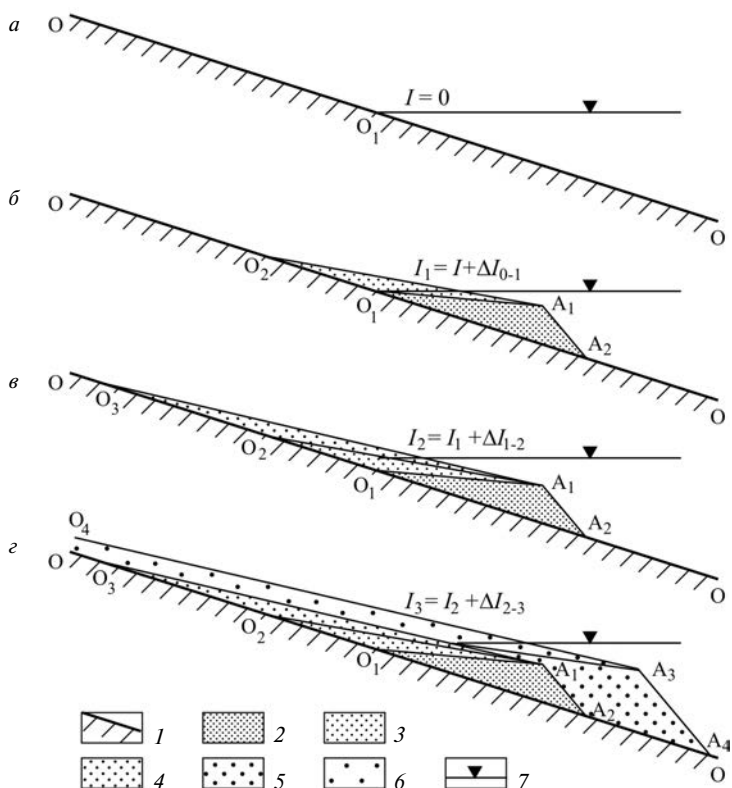 а O I = 0
O₁
O
б O O₂ I₁ = I + ΔI₀₋₁
O₁ A₁
A₂
O
в O O₃ I₂ = I₁ + ΔI₁₋₂
O₂
O₁ A₁
A₂
O
O₄
г O O₃ I₃ = I₂ + ΔI₂₋₃
O₂
O₁ A₁ A₃
A₂ A₄
O
1 2 3
4 5 6 7